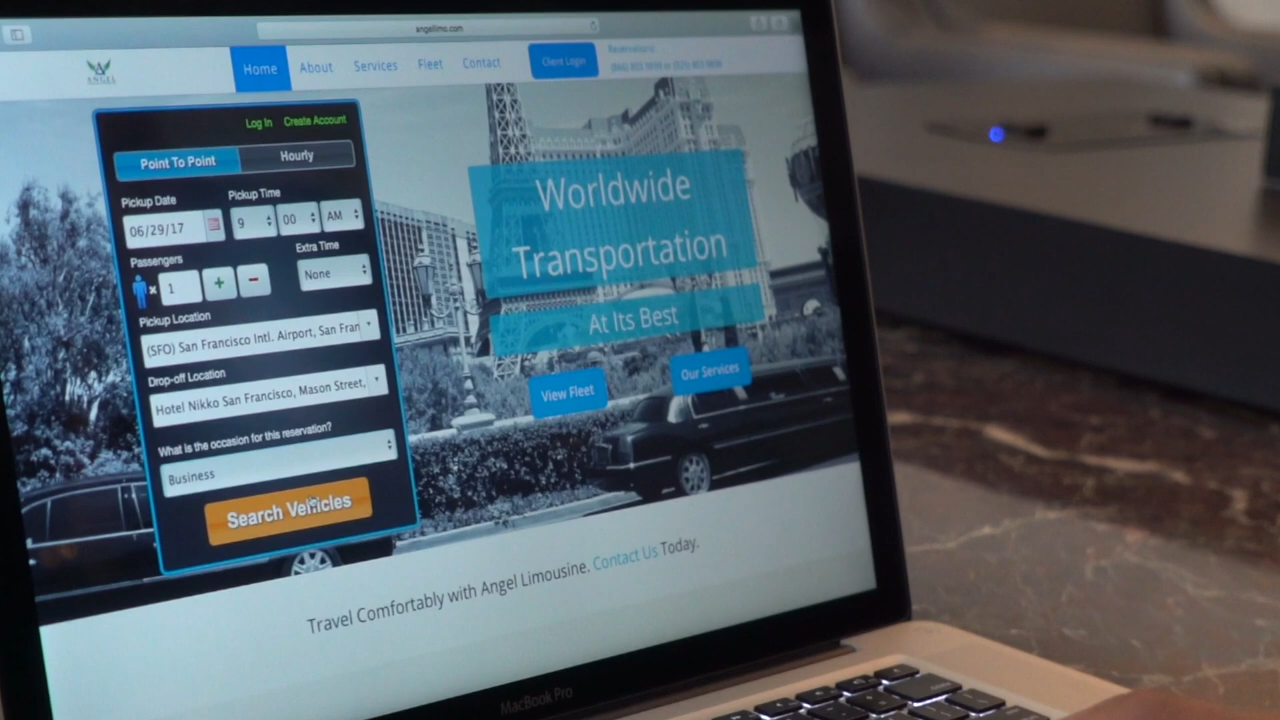 angellimo.com
ANGEL
Home About Services Fleet Contact Client Login
Reservations:
Log In Create Account
Point To Point Hourly
Pickup Date Pickup Time
06/29/17 9 00 AM
Passengers Extra Time
x 1 + - None
Pickup Location
(SFO) San Francisco Intl. Airport, San Fran
Drop-off Location
Hotel Nikko San Francisco, Mason Street,
What is the occasion for this reservation?
Business
Search Vehicles
Worldwide
Transportation
At Its Best
View Fleet Our Services
Travel Comfortably with Angel Limousine. Contact Us Today.
MacBook Pro